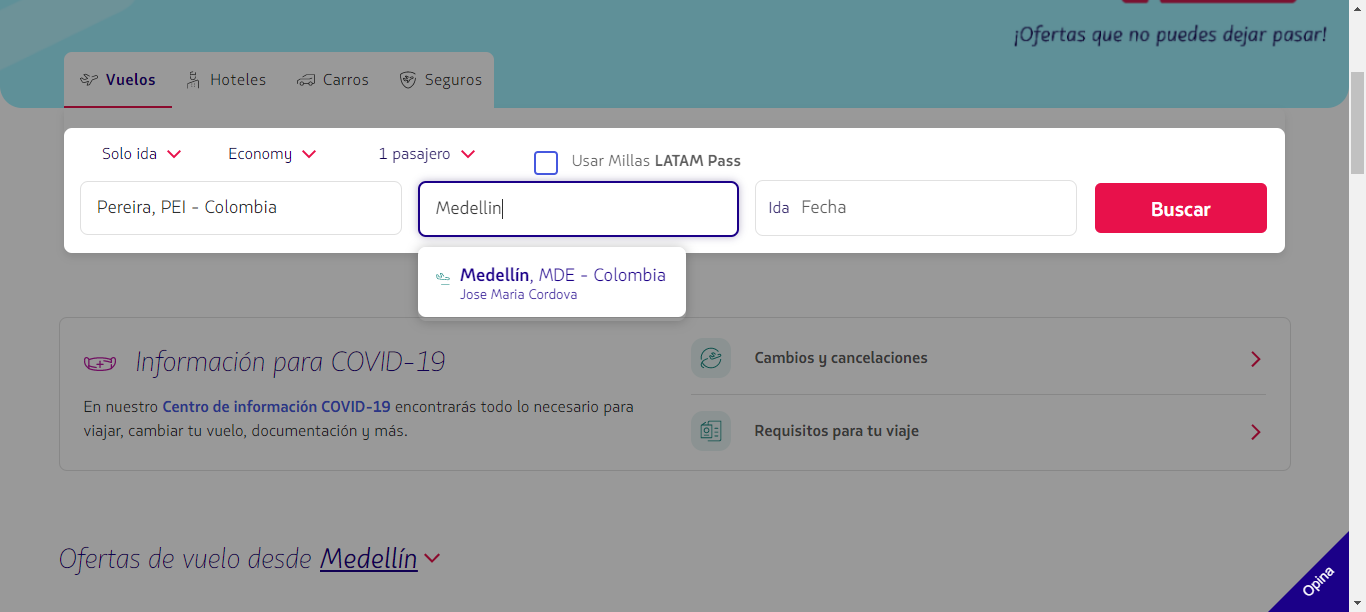 ¡Ofertas que no puedes dejar pasar!
Vuelos Hoteles Carros Seguros
Solo ida Economy 1 pasajero Usar Millas LATAM Pass
Pereira, PEI - Colombia Medellin Ida Fecha Buscar
Medellín, MDE - Colombia
Jose Maria Cordova
Información para COVID-19
En nuestro Centro de información COVID-19 encontrarás todo lo necesario para
viajar, cambiar tu vuelo, documentación y más.
Cambios y cancelaciones
Requisitos para tu viaje
Ofertas de vuelo desde Medellín
Opina